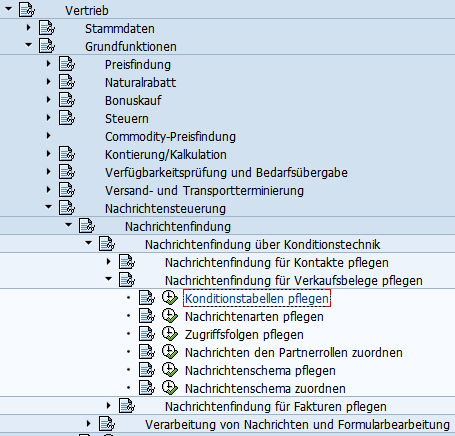 Vertrieb
Stammdaten
Grundfunktionen
Preisfindung
Naturalrabatt
Bonuskauf
Steuern
Commodity-Preisfindung
Kontierung/Kalkulation
Verfügbarkeitsprüfung und Bedarfsübergabe
Versand- und Transportterminierung
Nachrichtensteuerung
Nachrichtenfindung
Nachrichtenfindung über Konditionstechnik
Nachrichtenfindung für Kontakte pflegen
Nachrichtenfindung für Verkaufsbelege pflegen
Konditionstabellen pflegen
Nachrichtenarten pflegen
Zugriffsfolgen pflegen
Nachrichten den Partnerrollen zuordnen
Nachrichtenschema pflegen
Nachrichtenschema zuordnen
Nachrichtenfindung für Fakturen pflegen
Verarbeitung von Nachrichten und Formularbearbeitung